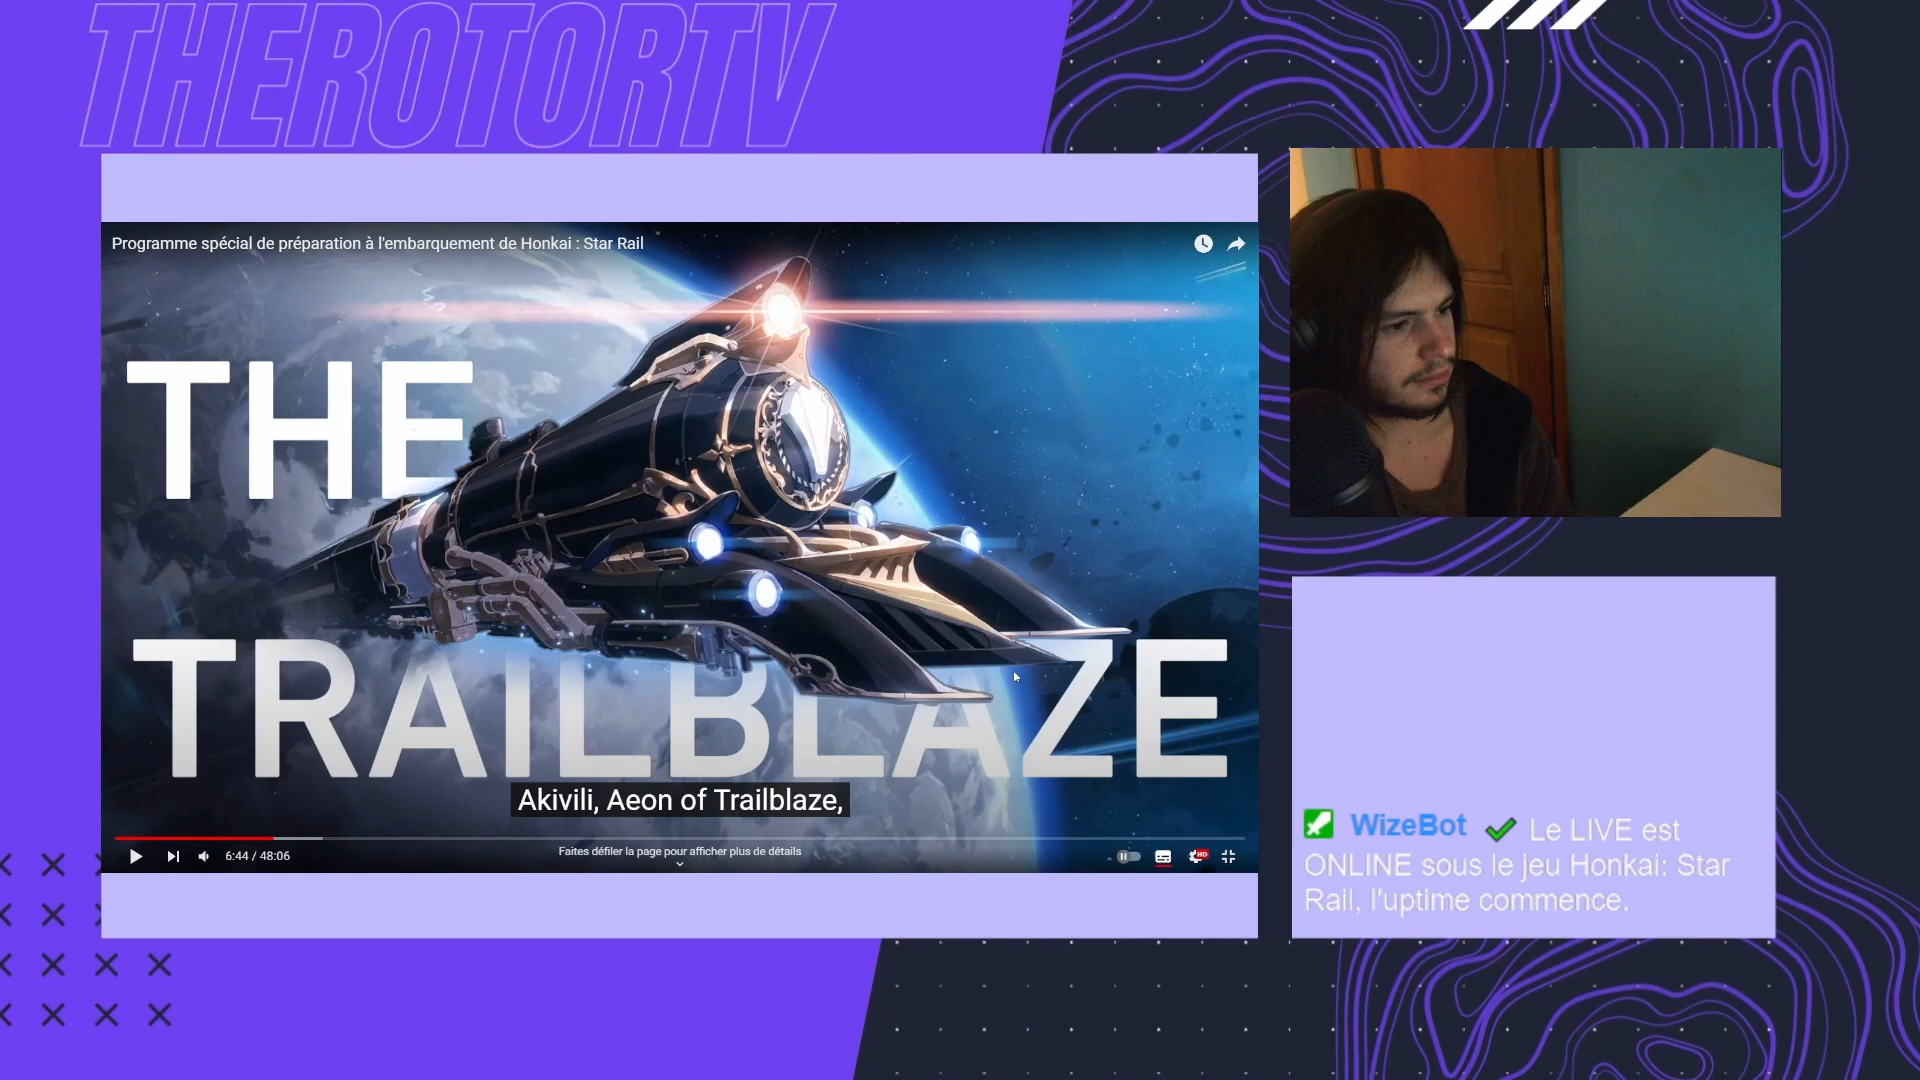 THEROTORTV
Programme spécial de préparation à l'embarquement de Honkai : Star Rail
THE
TRAILBLAZE
Akivili, Aeon of Trailblaze,
6:44 / 48:06
Faites défiler la page pour afficher plus de détails
HD
WizeBot Le LIVE est
ONLINE sous le jeu Honkai: Star
Rail, l'uptime commence.